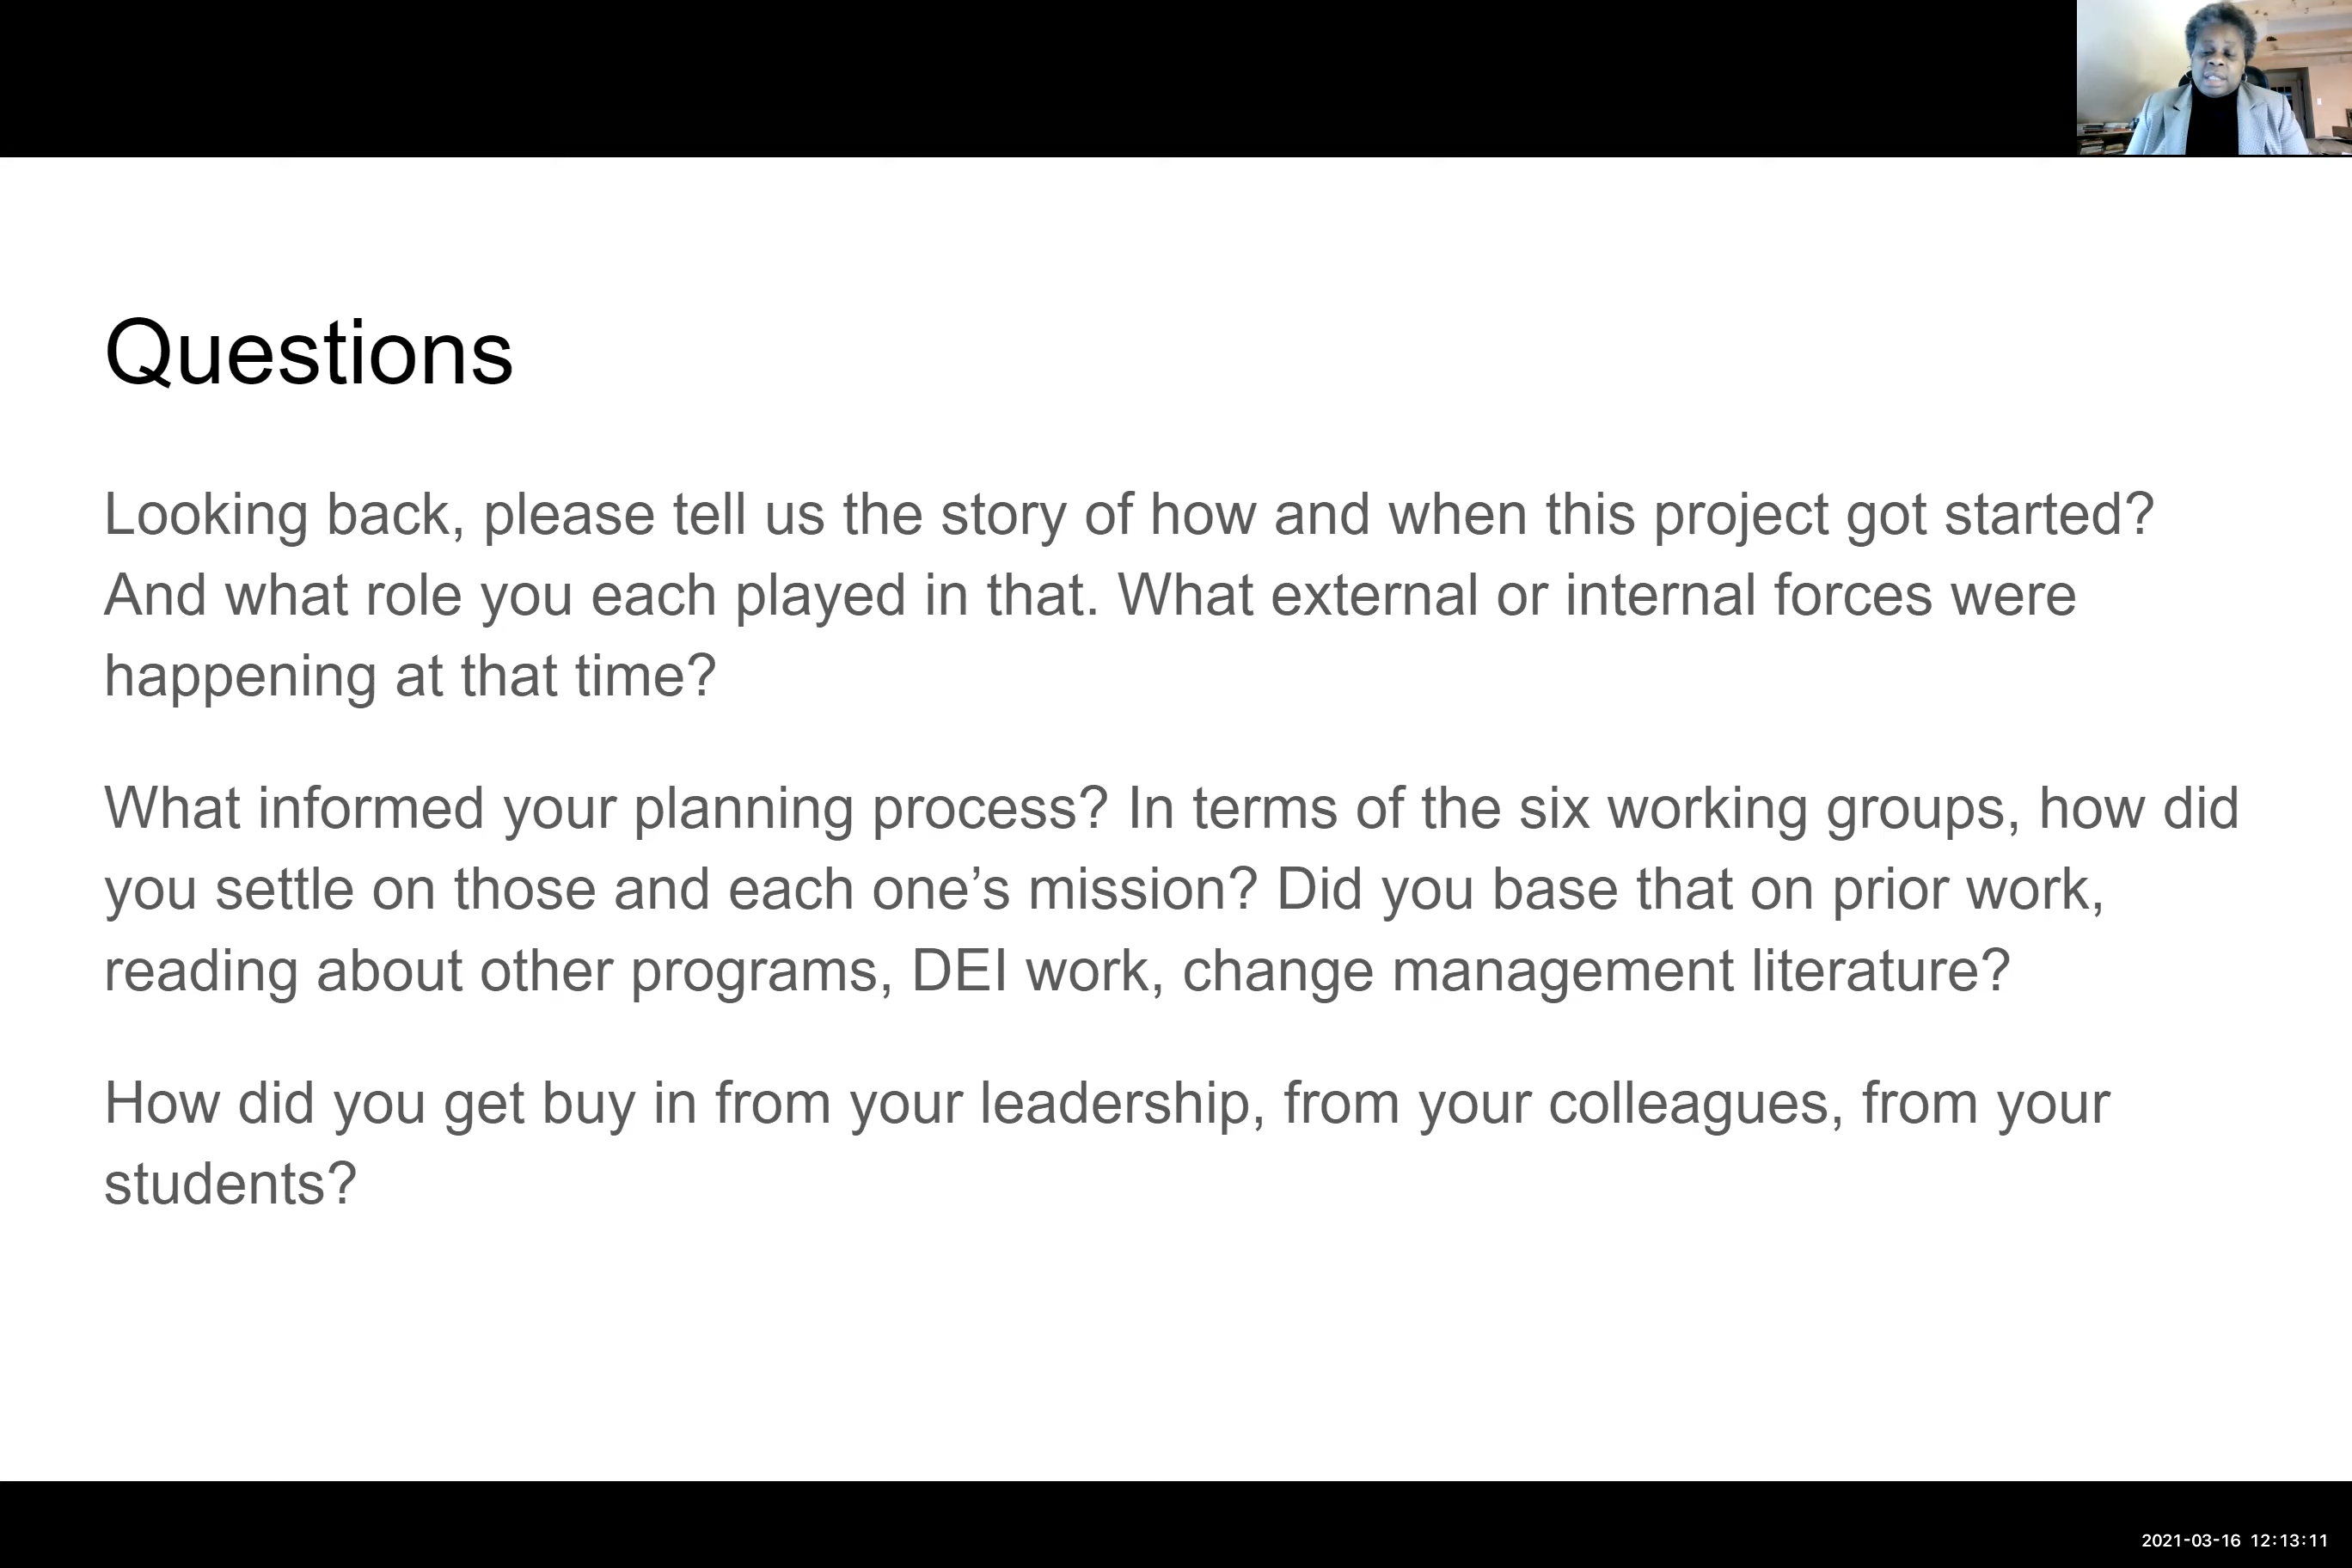 Questions
Looking back, please tell us the story of how and when this project got started?
And what role you each played in that. What external or internal forces were
happening at that time?
What informed your planning process? In terms of the six working groups, how did
you settle on those and each one’s mission? Did you base that on prior work,
reading about other programs, DEI work, change management literature?
How did you get buy in from your leadership, from your colleagues, from your
students?
2021-03-16 12:13:11